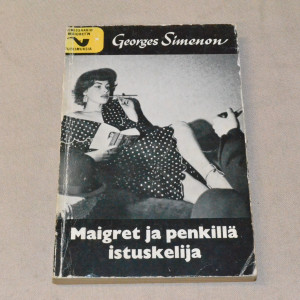 Georges Simenon
Maigret ja penkillä
istuskelija